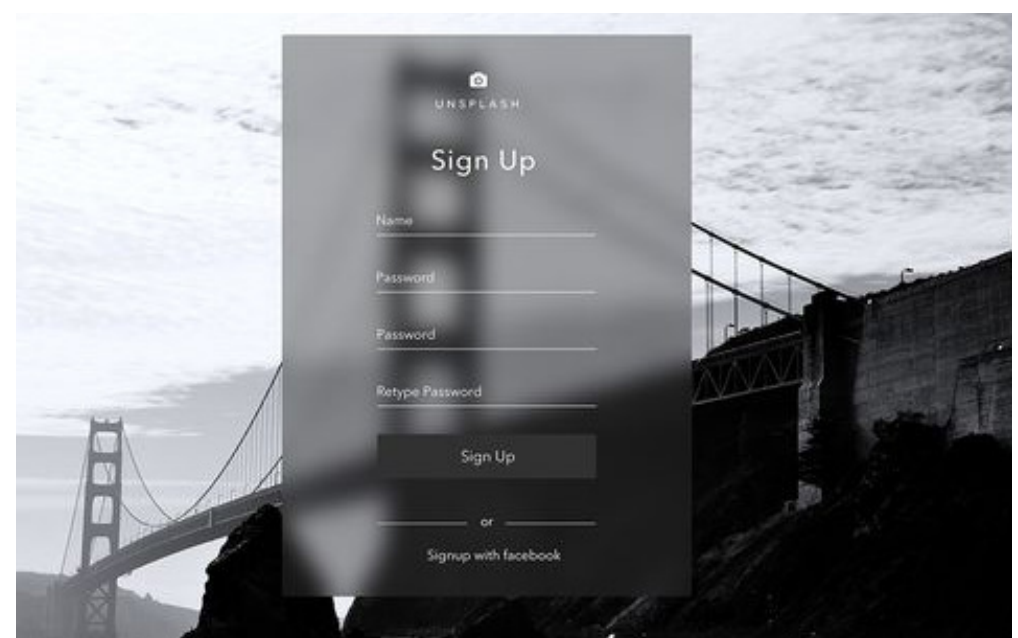 UNSPLASH
Sign Up
Name
Password
Password
Retype Password
Sign Up
or
Signup with facebook